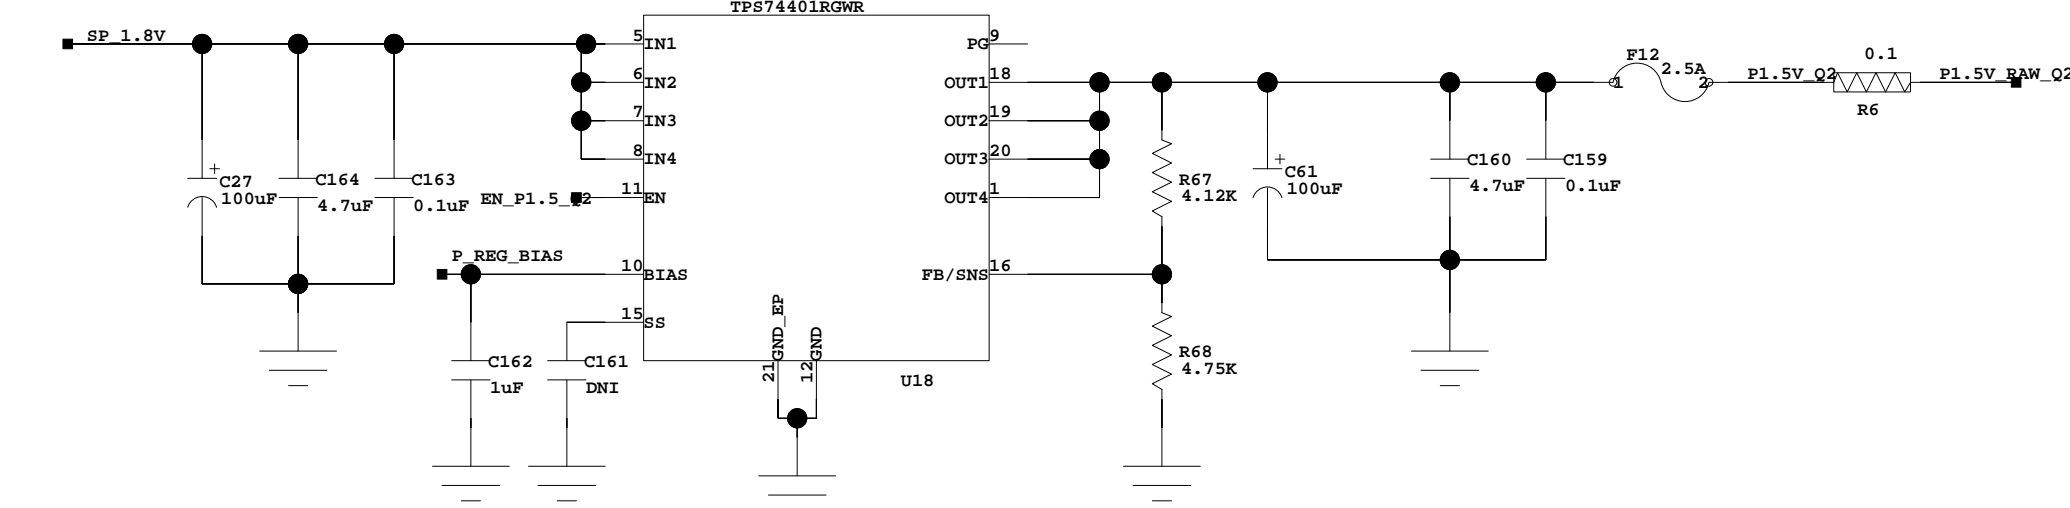 TPS74401RGWR
SP_1.8V
5 IN1
6 IN2
7 IN3
8 IN4
EN_P1.5_Q2 11 EN
P_REG_BIAS
10 BIAS
15 SS
PG 9
OUT1 18
OUT2 19
OUT3 20
OUT4 1
FB/SNS 16
GND_EP 21
GND 12
U18
C27
100uF
+
C164
4.7uF
C163
0.1uF
C162
1uF
C161
DNI
R67
4.12K
R68
4.75K
+
C61
100uF
C160
4.7uF
C159
0.1uF
F12
2.5A
1
2
P1.5V_Q2
0.1
R6
P1.5V_RAW_Q2